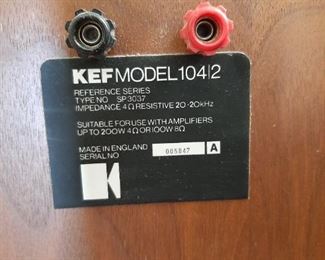 KEF MODEL 104|2
REFERENCE SERIES
TYPE NO SP3037
IMPEDANCE 4Ω RESISTIVE 20-20kHz
SUITABLE FOR USE WITH AMPLIFIERS
UP TO 200W 4Ω OR 100W 8Ω
MADE IN ENGLAND
SERIAL NO 005847 A